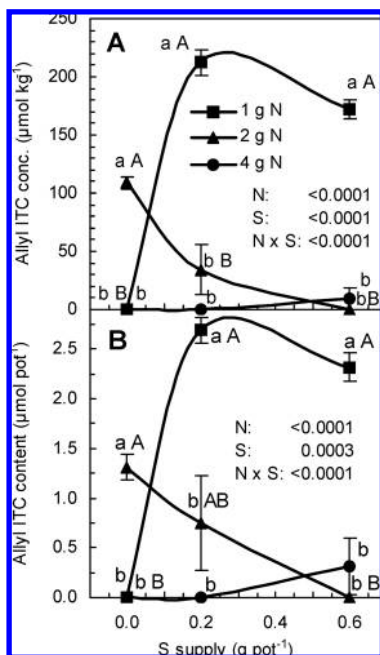 A
250
a A
200
a A
1 g N
2 g N
4 g N
150
N: <0.0001
S: <0.0001
N x S: <0.0001
a A
100
50
b B
b B b
b
b
bB
0
Allyl ITC conc. (µmol kg⁻¹)
B
2.5
a A
a A
2.0
N: <0.0001
S: 0.0003
N x S: <0.0001
1.5
a A
1.0
b AB
0.5
b
b
b B
b
b B
0.0
Allyl ITC content (µmol pot⁻¹)
0.0 0.2 0.4 0.6
S supply (g pot⁻¹)